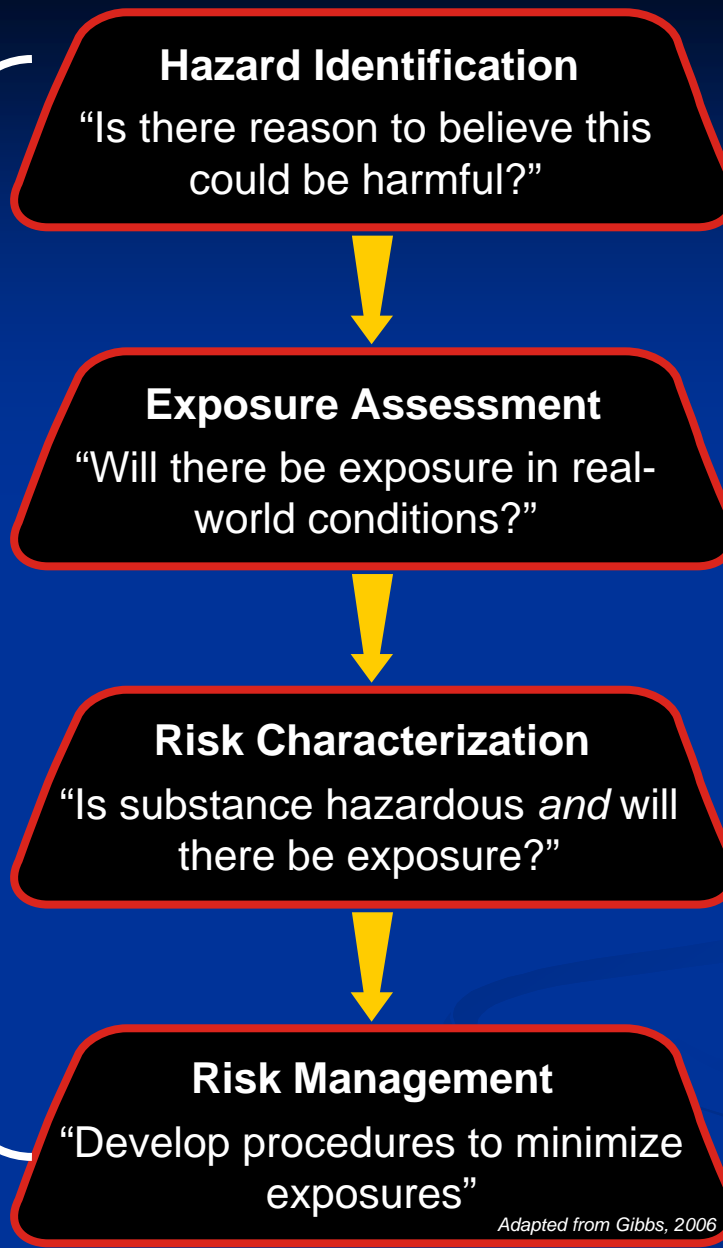 Hazard Identification
“Is there reason to believe this
could be harmful?”
Exposure Assessment
“Will there be exposure in real-
world conditions?”
Risk Characterization
“Is substance hazardous and will
there be exposure?”
Risk Management
“Develop procedures to minimize
exposures”
Adapted from Gibbs, 2006